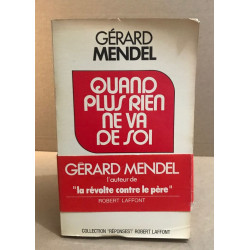 GÉRARD
MENDEL
QUAND
PLUS RIEN
NE VA
DE SOI
GÉRARD MENDEL
l'auteur de
"la révolte contre le père"
ROBERT LAFFONT
COLLECTION "RÉPONSES" ROBERT LAFFONT